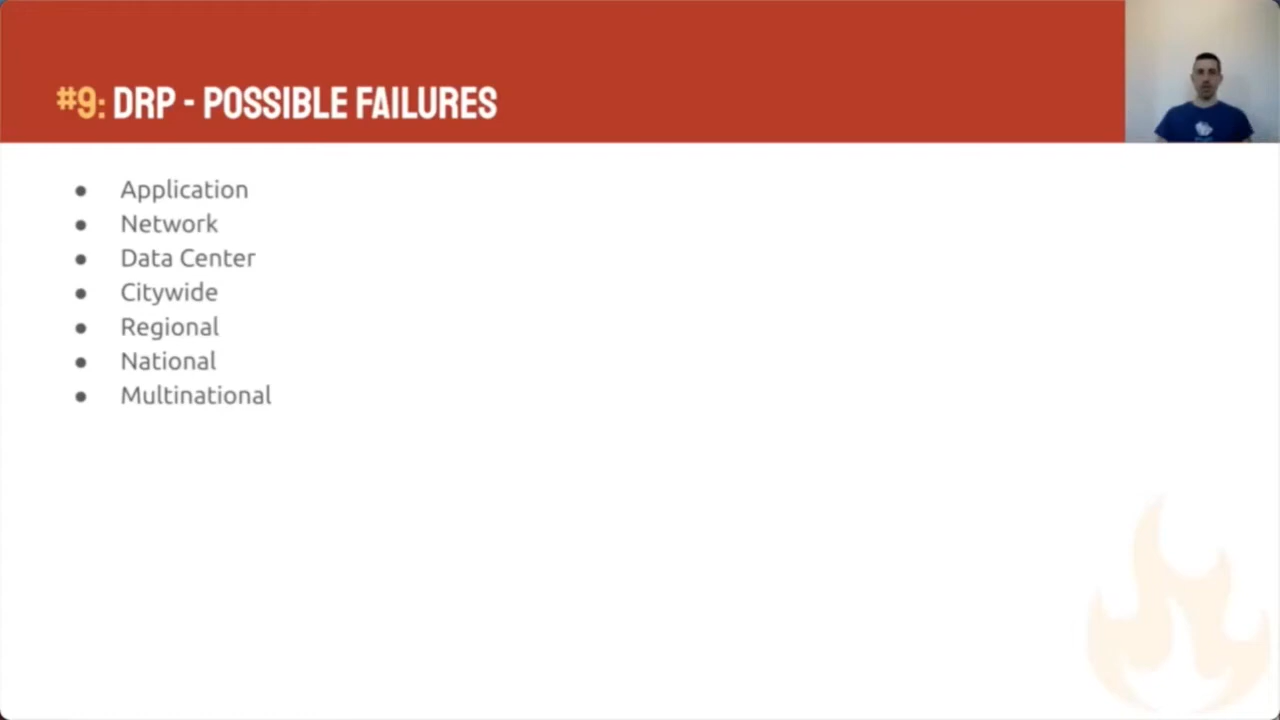 #9: DRP - POSSIBLE FAILURES
● Application
● Network
● Data Center
● Citywide
● Regional
● National
● Multinational